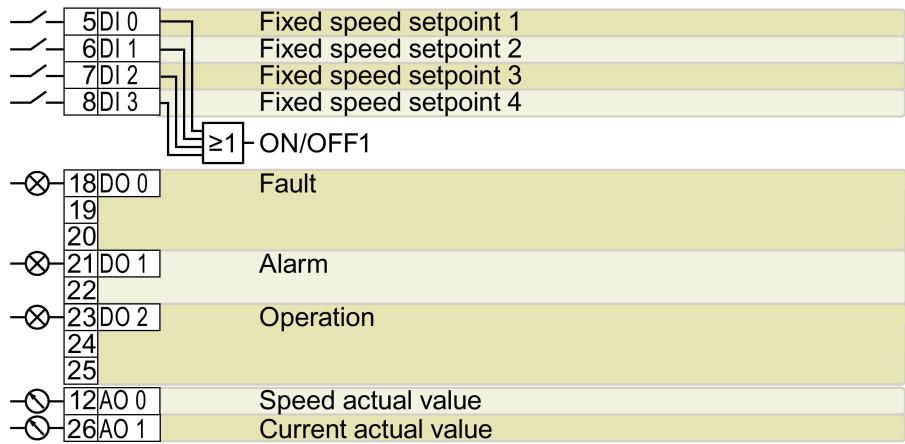 5 DI 0 Fixed speed setpoint 1
6 DI 1 Fixed speed setpoint 2
7 DI 2 Fixed speed setpoint 3
8 DI 3 Fixed speed setpoint 4
≥1 ON/OFF1
18 DO 0 Fault
19
20
21 DO 1 Alarm
22
23 DO 2 Operation
24
25
12 AO 0 Speed actual value
26 AO 1 Current actual value